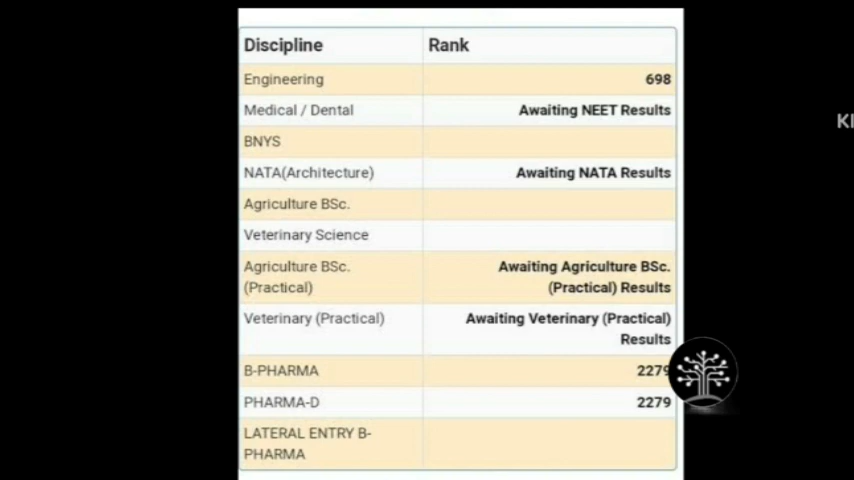 Discipline Rank
Engineering 698
Medical / Dental Awaiting NEET Results
BNYS
NATA(Architecture) Awaiting NATA Results
Agriculture BSc.
Veterinary Science
Agriculture BSc. Awaiting Agriculture BSc.
(Practical) (Practical) Results
Veterinary (Practical) Awaiting Veterinary (Practical)
Results
B-PHARMA 2279
PHARMA-D 2279
LATERAL ENTRY B-
PHARMA